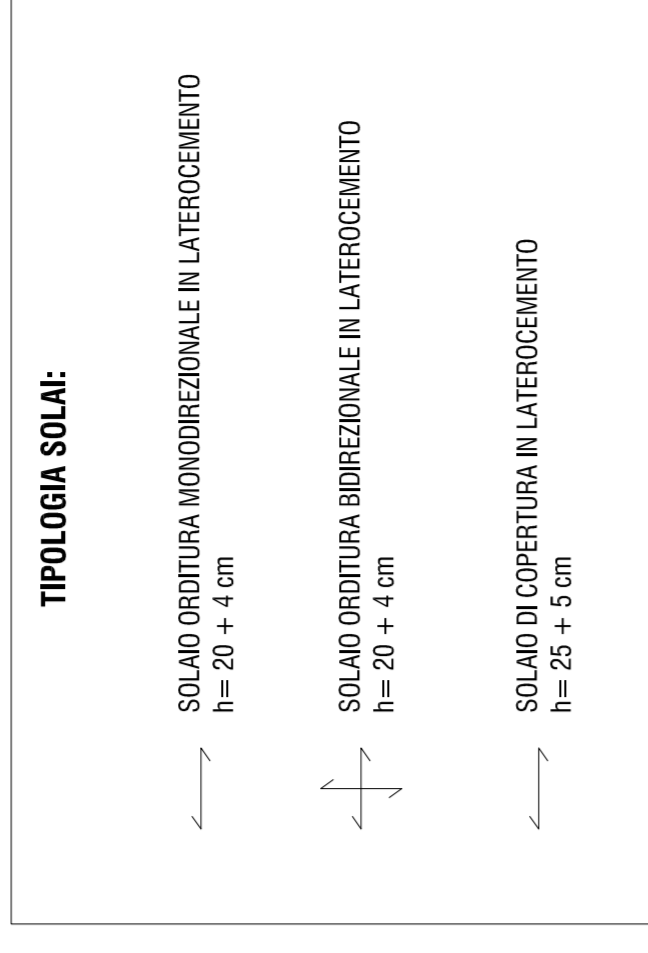 TIPOLOGIA SOLAI:
SOLAIO ORDITURA MONODIREZIONALE IN LATEROCEMENTO
h= 20 + 4 cm
SOLAIO ORDITURA BIDIREZIONALE IN LATEROCEMENTO
h= 20 + 4 cm
SOLAIO DI COPERTURA IN LATEROCEMENTO
h= 25 + 5 cm